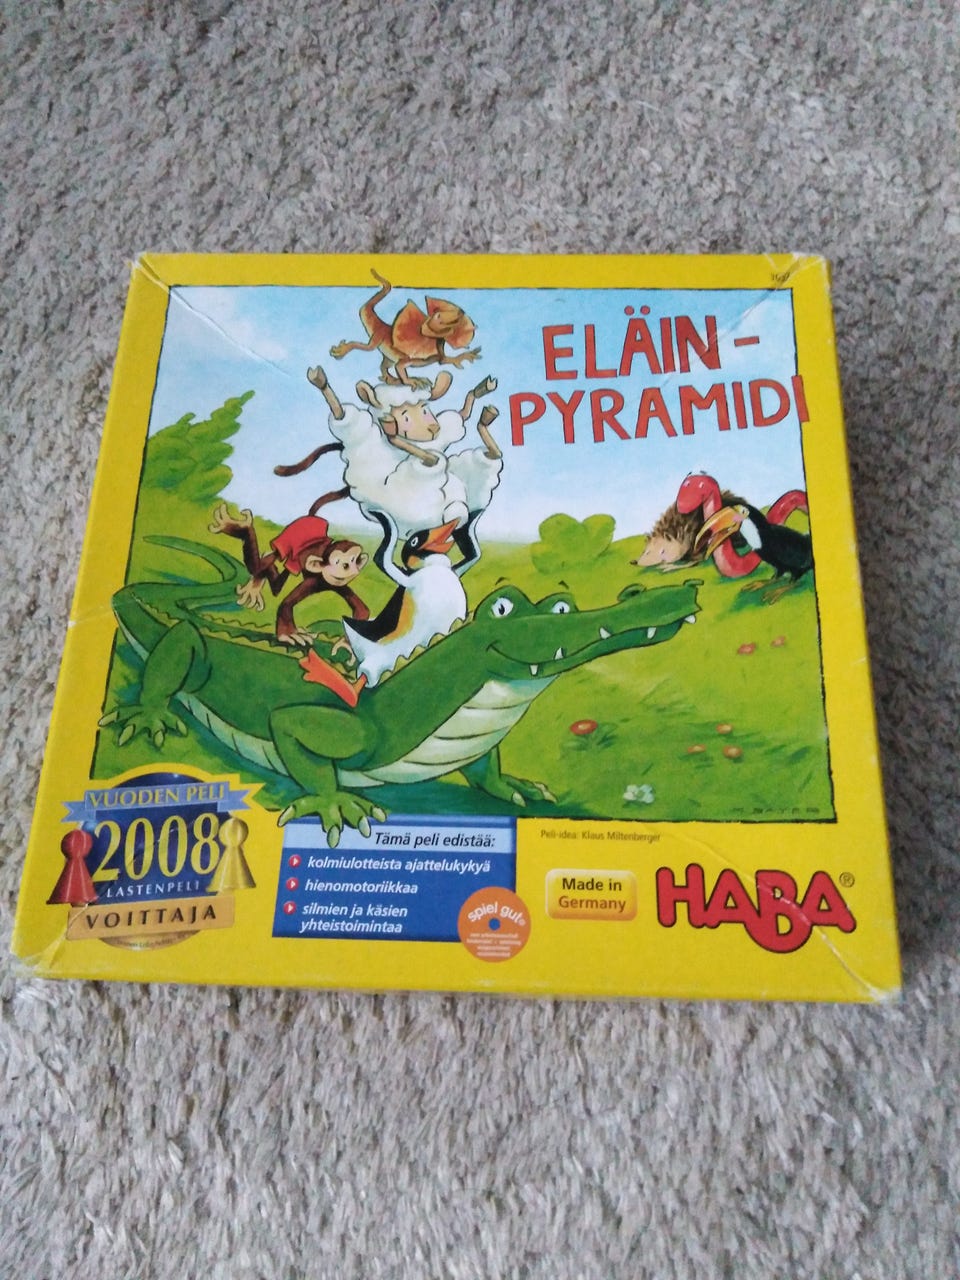 ELÄIN-
PYRAMIDI
VUODEN PELI
2008
LASTENPELI
VOITTAJA
Tämä peli edistää:
kolmiulotteista ajattelukykyä
hienomotoriikkaa
silmien ja käsien
yhteistoimintaa
spiel gut®
Peli-idea: Klaus Miltenberger
Made in
Germany
HABA®